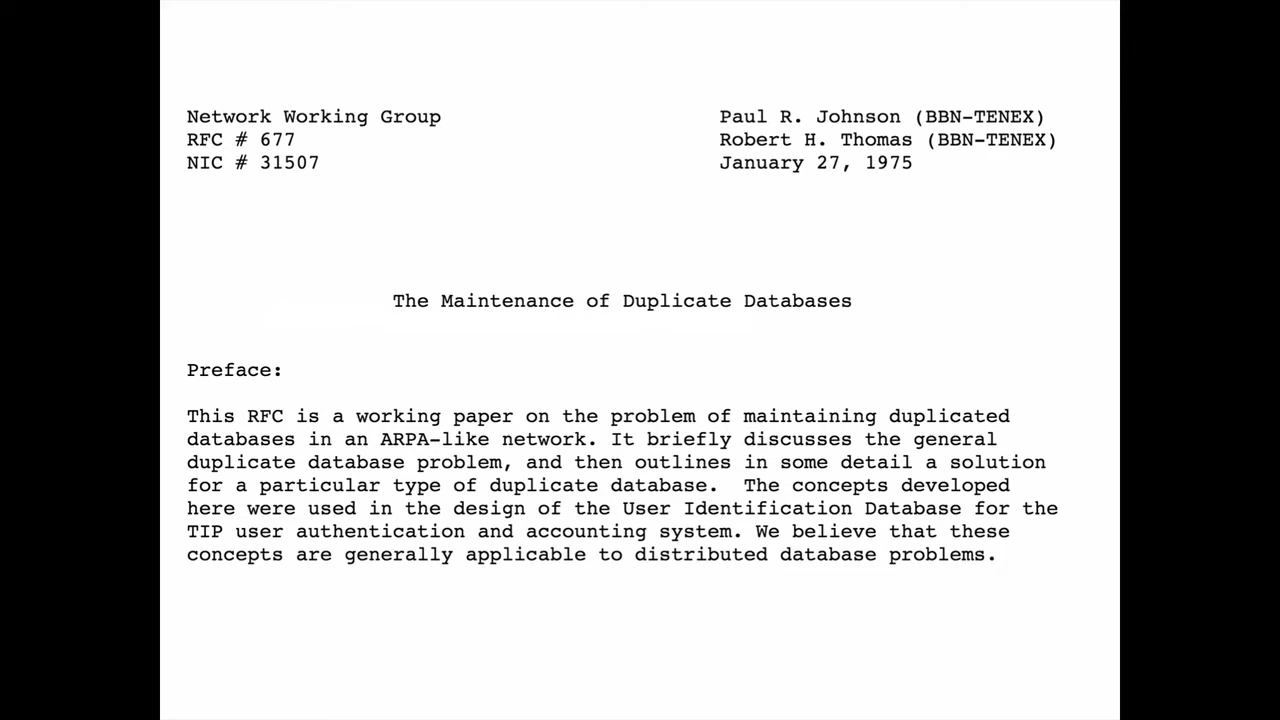 Network Working Group Paul R. Johnson (BBN-TENEX)
RFC # 677 Robert H. Thomas (BBN-TENEX)
NIC # 31507 January 27, 1975
The Maintenance of Duplicate Databases
Preface:
This RFC is a working paper on the problem of maintaining duplicated
databases in an ARPA-like network. It briefly discusses the general
duplicate database problem, and then outlines in some detail a solution
for a particular type of duplicate database. The concepts developed
here were used in the design of the User Identification Database for the
TIP user authentication and accounting system. We believe that these
concepts are generally applicable to distributed database problems.